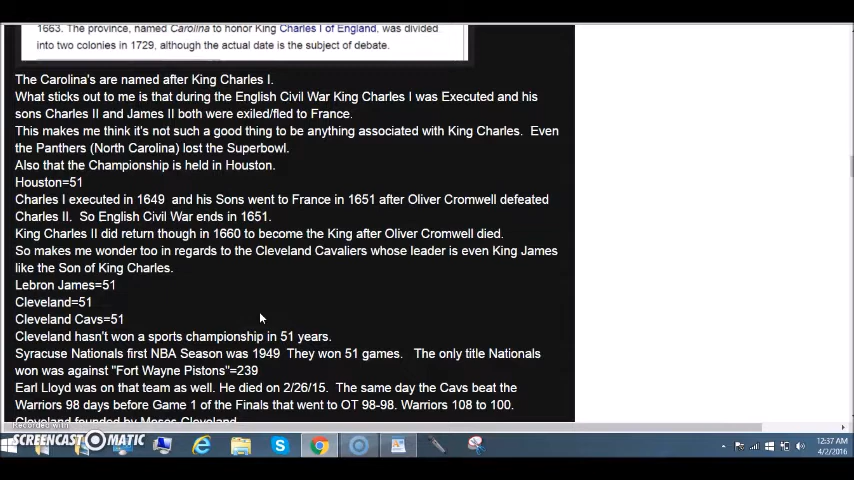 1663. The province, named Carolina to honor King Charles I of England, was divided
into two colonies in 1729, although the actual date is the subject of debate.
The Carolina's are named after King Charles I.
What sticks out to me is that during the English Civil War King Charles I was Executed and his
sons Charles II and James II both were exiled/fled to France.
This makes me think it's not such a good thing to be anything associated with King Charles.  Even
the Panthers (North Carolina) lost the Superbowl.
Also that the Championship is held in Houston.
Houston=51
Charles I executed in 1649  and his Sons went to France in 1651 after Oliver Cromwell defeated
Charles II.  So English Civil War ends in 1651.
King Charles II did return though in 1660 to become the King after Oliver Cromwell died.
So makes me wonder too in regards to the Cleveland Cavaliers whose leader is even King James
like the Son of King Charles.
Lebron James=51
Cleveland=51
Cleveland Cavs=51
Cleveland hasn't won a sports championship in 51 years.
Syracuse Nationals first NBA Season was 1949  They won 51 games.   The only title Nationals
won was against "Fort Wayne Pistons"=239
Earl Lloyd was on that team as well. He died on 2/26/15.  The same day the Cavs beat the
Warriors 98 days before Game 1 of the Finals that went to OT 98-98. Warriors 108 to 100.
Cleveland founded by Moses Cleveland
Recorded with
SCREENCAST MATIC
12:37 AM
4/2/2016